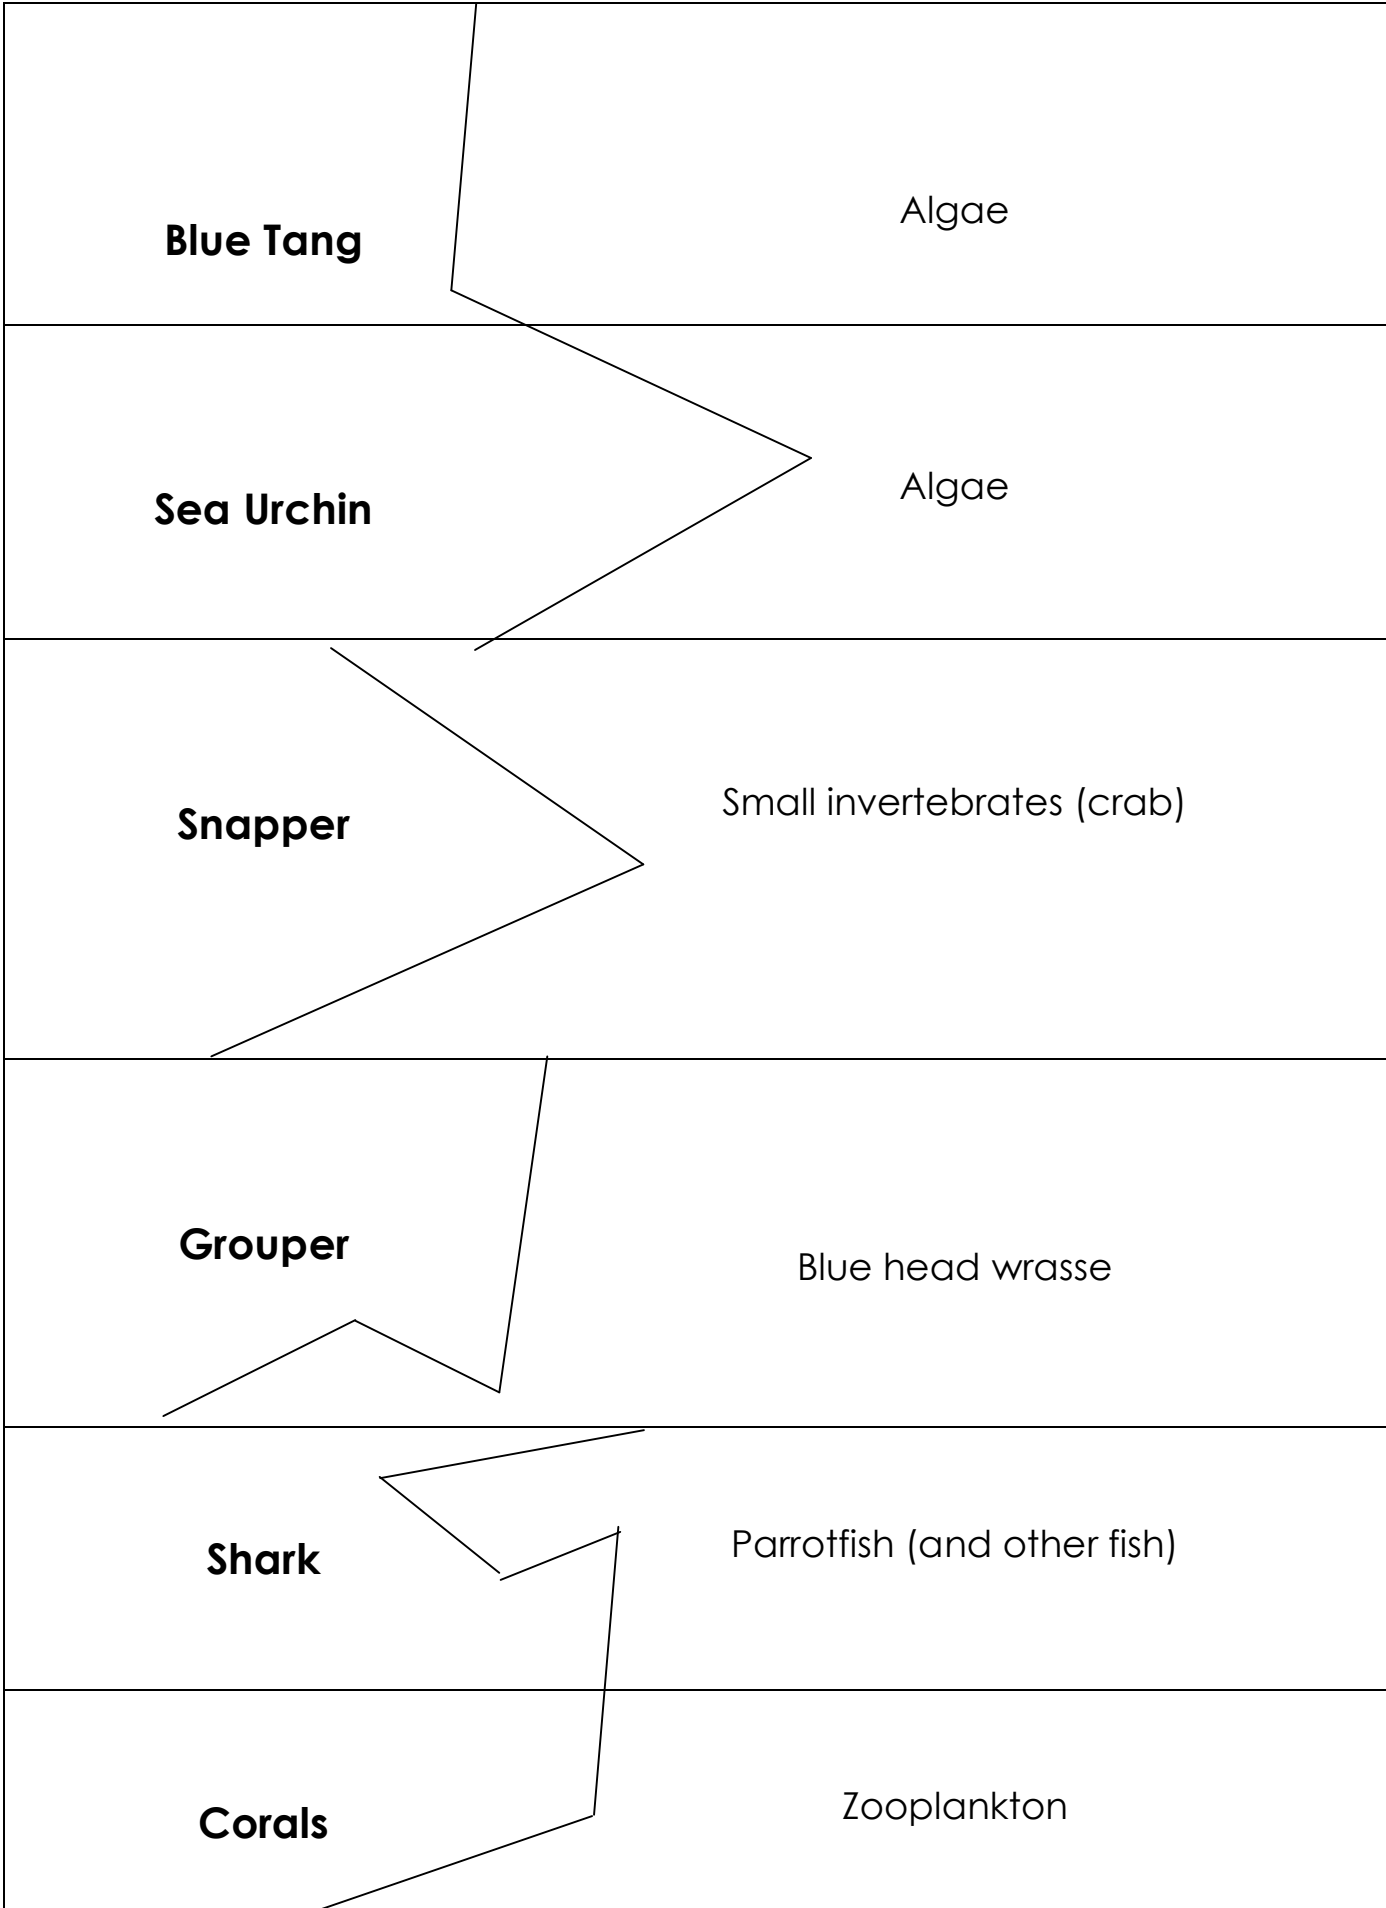 Blue Tang
Algae
Sea Urchin
Algae
Snapper
Small invertebrates (crab)
Grouper
Blue head wrasse
Shark
Parrotfish (and other fish)
Corals
Zooplankton